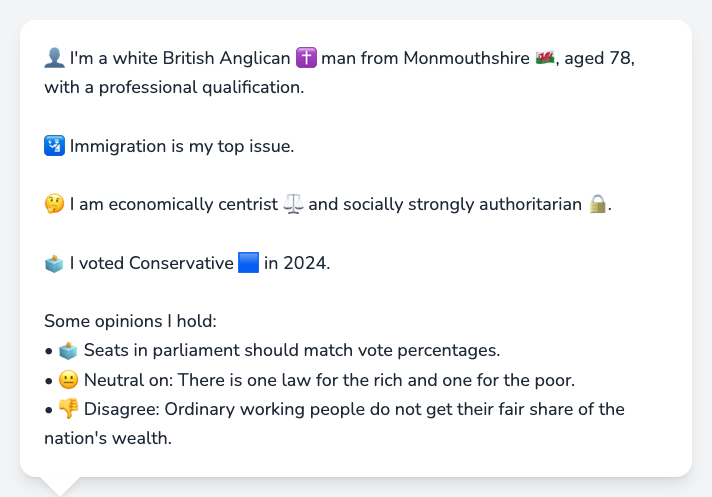 👤 I'm a white British Anglican ✝️ man from Monmouthshire 🏴󠁧󠁢󠁷󠁬󠁳󠁿, aged 78,
with a professional qualification.
🛂 Immigration is my top issue.
🤔 I am economically centrist ⚖️ and socially strongly authoritarian 🔒.
🗳️ I voted Conservative 🟦 in 2024.
Some opinions I hold:
• 🗳️ Seats in parliament should match vote percentages.
• 😐 Neutral on: There is one law for the rich and one for the poor.
• 👎 Disagree: Ordinary working people do not get their fair share of the
nation's wealth.